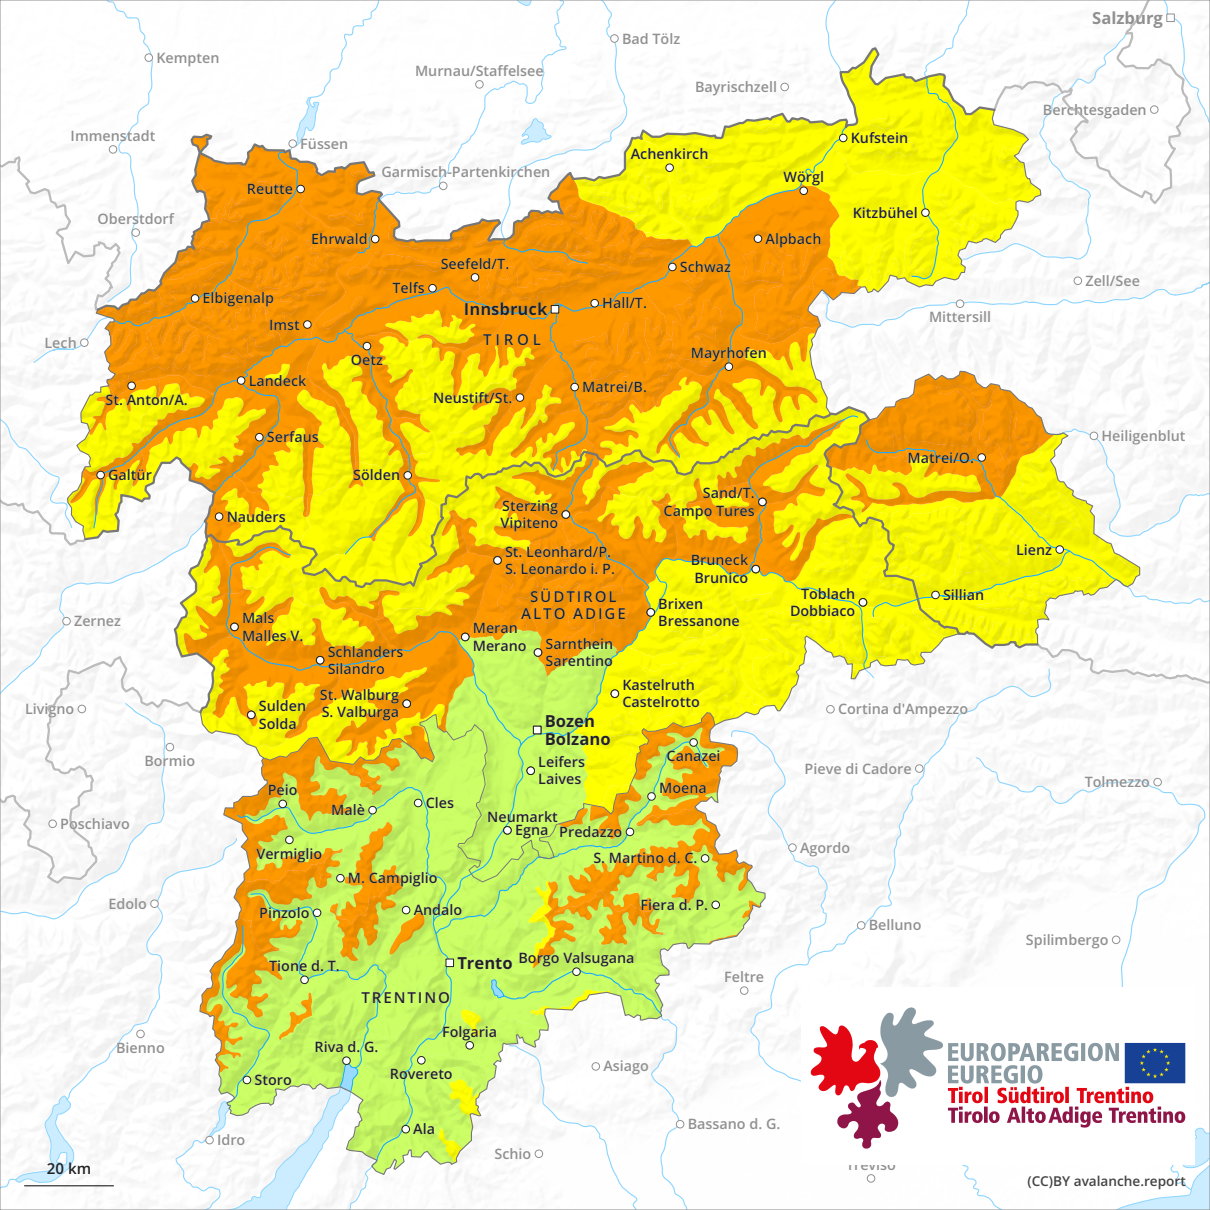 Salzburg
Kempten
Bad Tölz
Murnau/Staffelsee
Bayrischzell
Berchtesgaden
Immenstadt
Füssen
Kufstein
Achenkirch
Garmisch-Partenkirchen
Wörgl
Reutte
Oberstdorf
Kitzbühel
Ehrwald
Alpbach
Seefeld/T.
Schwaz
Zell/See
Telfs
Elbigenalp
Innsbruck
Hall/T.
Mittersill
Imst
TIROL
Lech
Oetz
Mayrhofen
Landeck
Matrei/B.
St. Anton/A.
Neustift/St.
Serfaus
Heiligenblut
Matrei/O.
Galtür
Sölden
Sand/T.
Campo Tures
Sterzing
Vipiteno
Nauders
St. Leonhard/P.
S. Leonardo i. P.
Bruneck
Brunico
Lienz
SÜDTIROL
ALTO ADIGE
Toblach
Dobbiaco
Sillian
Brixen
Bressanone
Zernez
Mals
Malles V.
Meran
Merano
Sarnthein
Sarentino
Schlanders
Silandro
St. Walburg
S. Valburga
Kastelruth
Castelrotto
Livigno
Sulden
Solda
Cortina d'Ampezzo
Bozen
Bolzano
Bormio
Canazei
Leifers
Laives
Pieve di Cadore
Tolmezzo
Peio
Moena
Malè
Cles
Neumarkt
Egna
Predazzo
Poschiavo
Vermiglio
S. Martino d. C.
Agordo
M. Campiglio
Edolo
Pinzolo
Andalo
Fiera d. P.
Belluno
Spilimbergo
Trento
Borgo Valsugana
Tione d. T.
Feltre
TRENTINO
Folgaria
Bienno
Riva d. G.
Rovereto
Asiago
Storo
EUROPAREGION
EUREGIO
Tirol Südtirol Trentino
Tirolo Alto Adige Trentino
Ala
Bassano d. G.
Idro
Schio
Treviso
20 km
(CC)BY avalanche.report